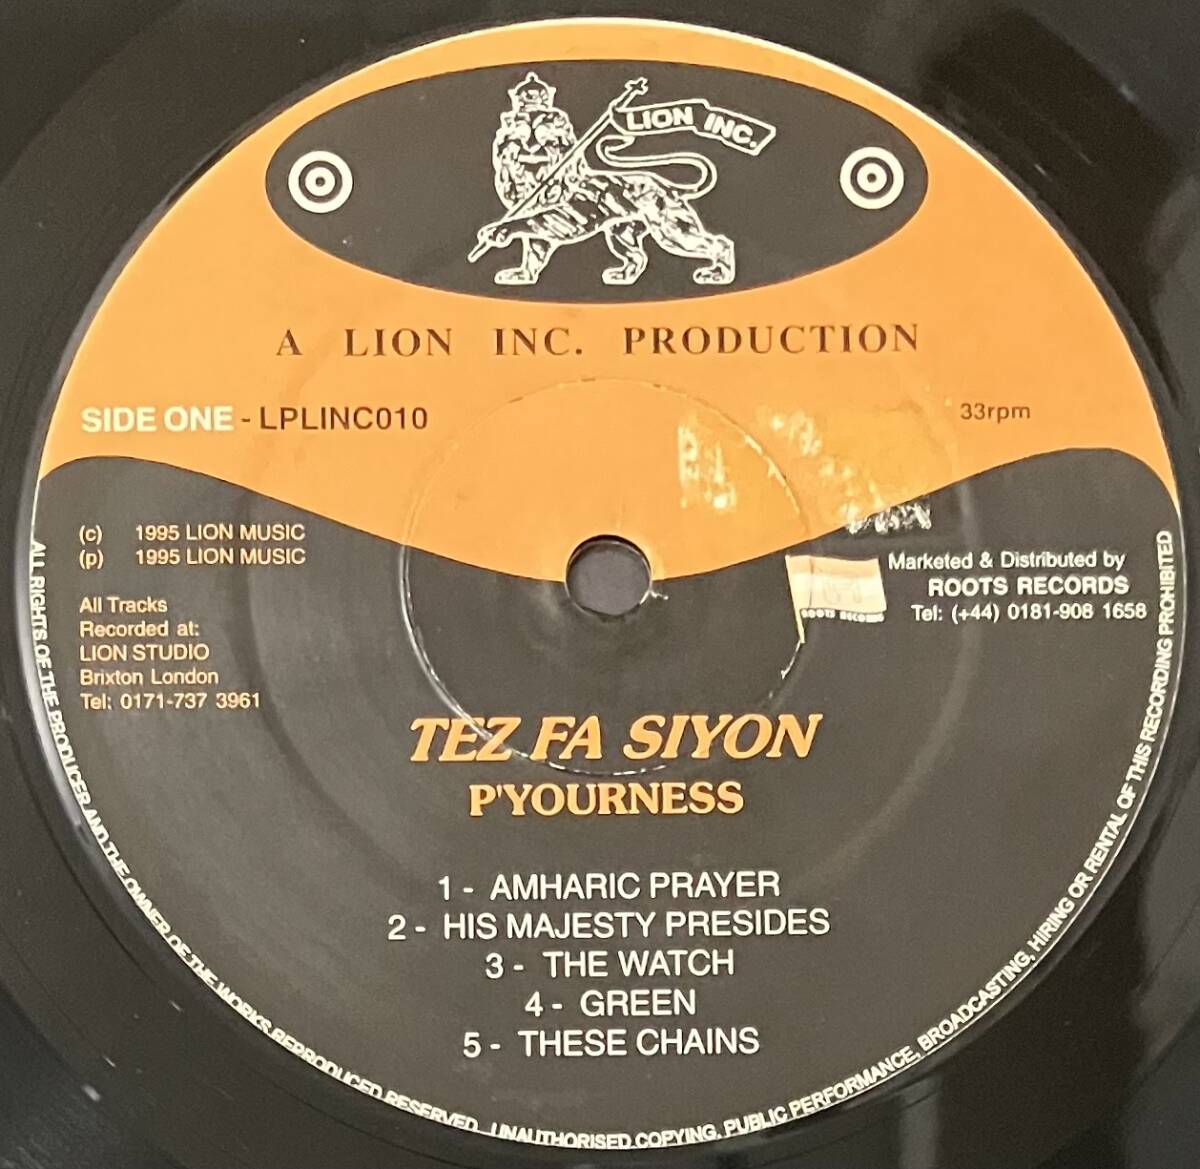 LION INC.
A LION INC. PRODUCTION
SIDE ONE - LPLINC010
33rpm
(c) 1995 LION MUSIC
(p) 1995 LION MUSIC
All Tracks
Recorded at:
LION STUDIO
Brixton London
Tel: 0171-737 3961
Marketed & Distributed by
ROOTS RECORDS
Tel: (+44) 0181-908 1658
ROOTS RECORDS
TEZ FA SIYON
P'YOURNESS
1 - AMHARIC PRAYER
2 - HIS MAJESTY PRESIDES
3 - THE WATCH
4 - GREEN
5 - THESE CHAINS
ALL RIGHTS OF THE PRODUCER AND THE OWNER OF THE WORKS REPRODUCED RESERVED. UNAUTHORISED COPYING, PUBLIC PERFORMANCE, BROADCASTING, HIRING OR RENTAL OF THIS RECORDING PROHIBITED